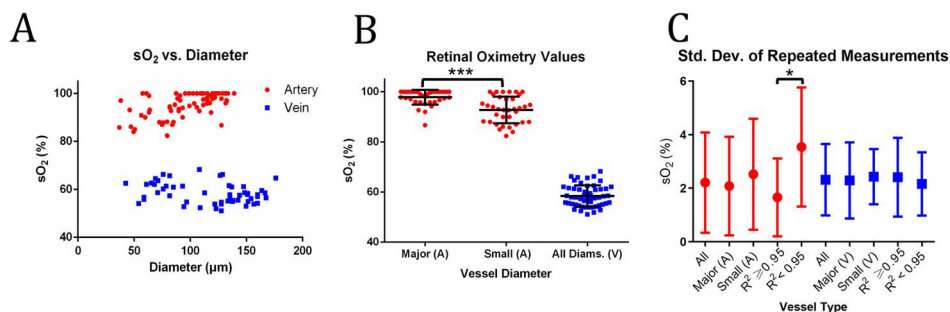 A
sO₂ vs. Diameter
sO₂ (%)
100
80
60
40
0
50
100
150
200
Diameter (µm)
Artery
Vein
B
Retinal Oximetry Values
***
sO₂ (%)
100
80
60
40
Major (A)
Small (A)
All Diams. (V)
Vessel Diameter
C
Std. Dev. of Repeated Measurements
*
sO₂ (%)
6
4
2
0
All
Major (A)
Small (A)
R² ⩾ 0.95
R² < 0.95
All
Major (V)
Small (V)
R² ⩾ 0.95
R² < 0.95
Vessel Type